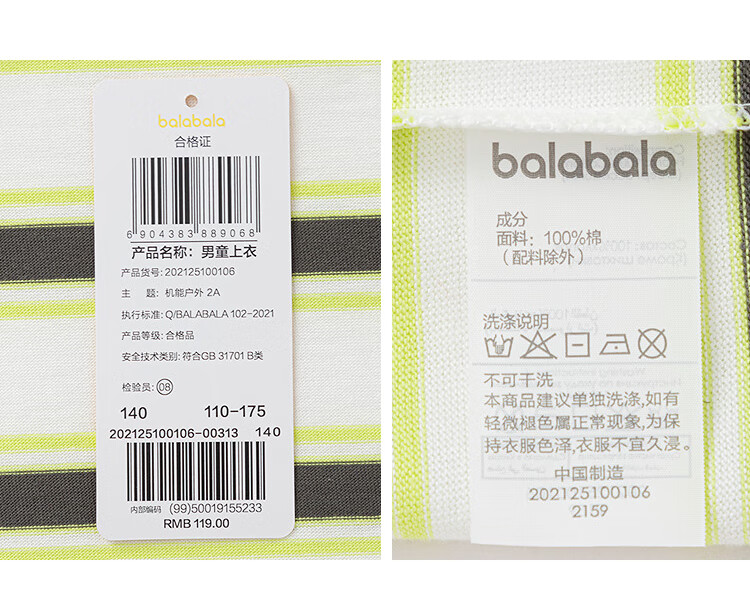 balabala
合格证
6 904383 889068
产品名称: 男童上衣
产品货号: 202125100106
主 题: 机能户外 2A
执行标准: Q/BALABALA 102-2021
产品等级: 合格品
安全技术类别: 符合GB 31701 B类
检验员: 08
140 110-175
202125100106-00313 140
内部编码 (99)50019155233
RMB 119.00
balabala
成分
面料: 100%棉
(配料除外)
洗涤说明
不可干洗
本商品建议单独洗涤,如有
轻微褪色属正常现象,为保
持衣服色泽,衣服不宜久浸。
中国制造
202125100106
2159